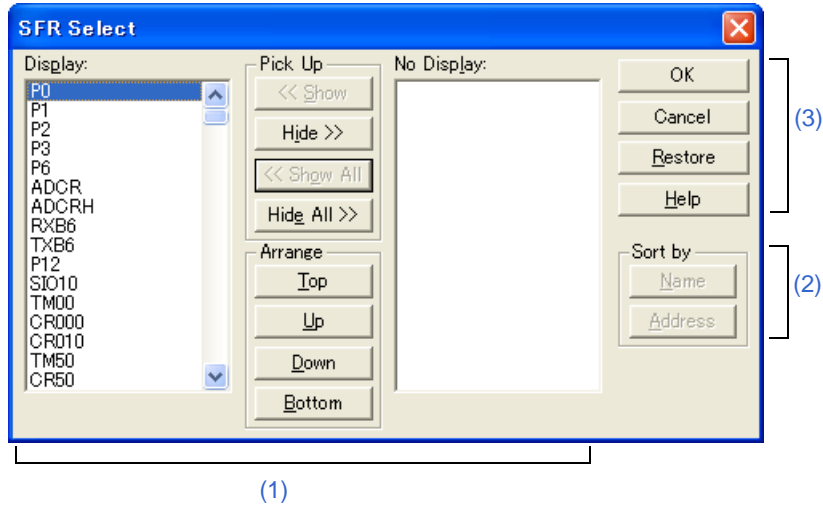 SFR Select
Display:
P0
P1
P2
P3
P6
ADCR
ADCRH
RXB6
TXB6
P12
SIO10
TM00
CR000
CR010
TM50
CR50
Pick Up
<< Show
Hide >>
<< Show All
Hide All >>
Arrange
Top
Up
Down
Bottom
No Display:
OK
Cancel
Restore
Help
(3)
Sort by
Name
Address
(2)
(1)